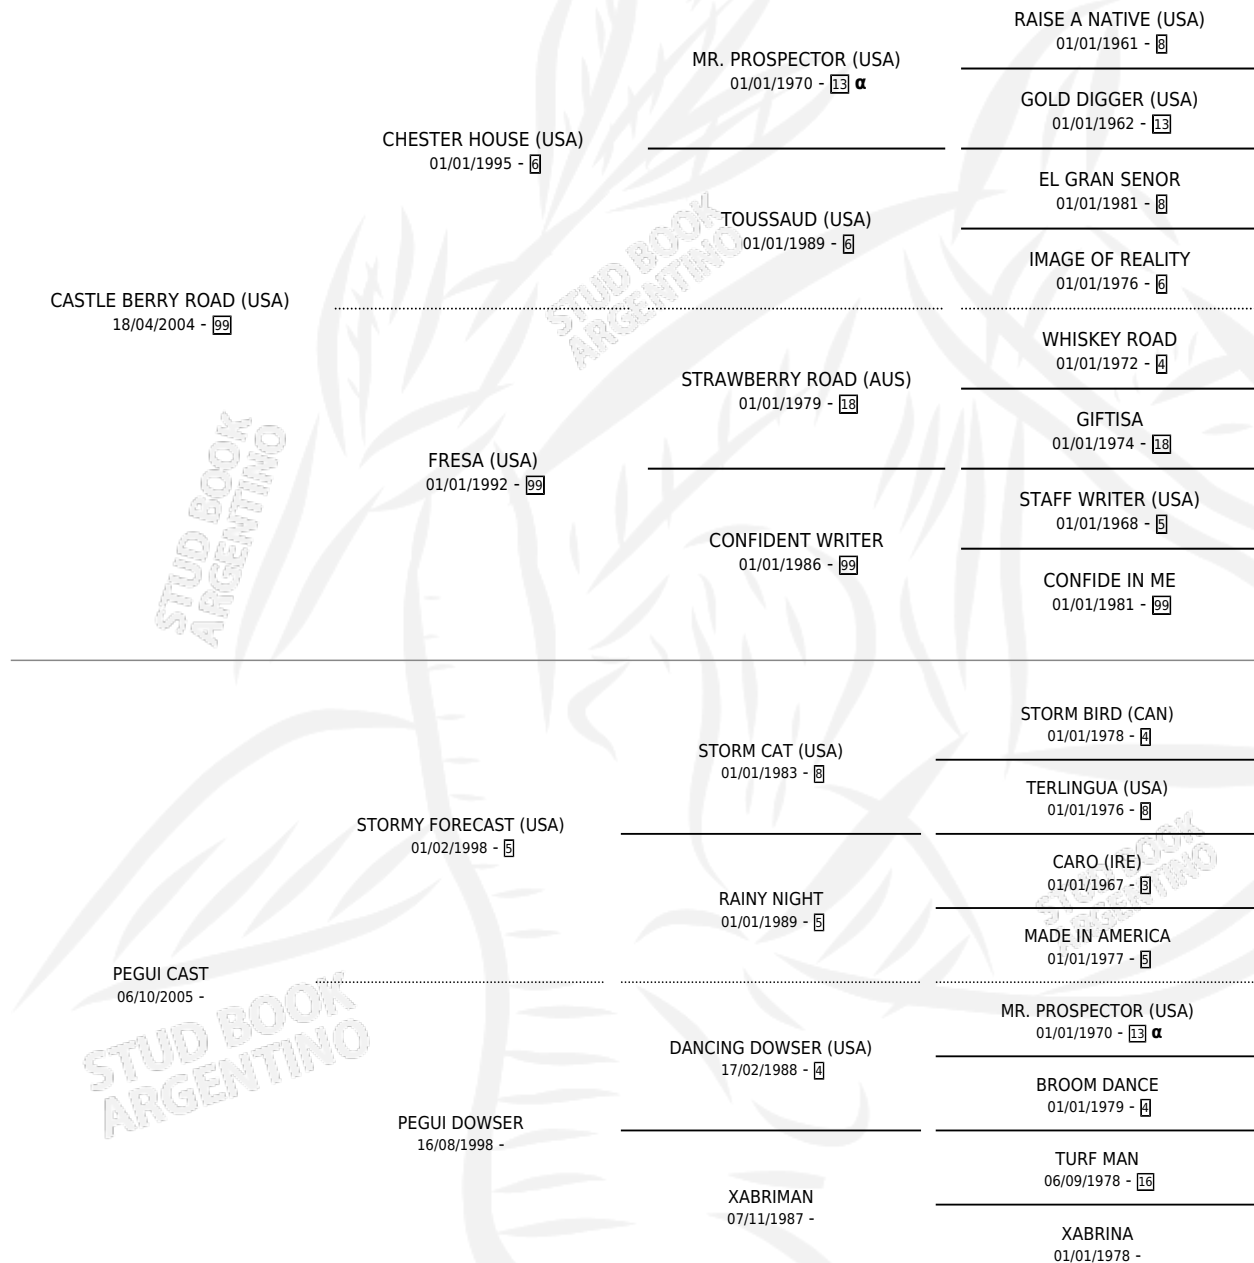 RAISE A NATIVE (USA)
01/01/1961 - 8
MR. PROSPECTOR (USA)
01/01/1970 - 13 α
GOLD DIGGER (USA)
01/01/1962 - 13
CHESTER HOUSE (USA)
01/01/1995 - 6
EL GRAN SENOR
01/01/1981 - 8
TOUSSAUD (USA)
01/01/1989 - 6
IMAGE OF REALITY
01/01/1976 - 6
CASTLE BERRY ROAD (USA)
18/04/2004 - 99
WHISKEY ROAD
01/01/1972 - 4
STRAWBERRY ROAD (AUS)
01/01/1979 - 18
GIFTISA
01/01/1974 - 18
FRESA (USA)
01/01/1992 - 99
STAFF WRITER (USA)
01/01/1968 - 5
CONFIDENT WRITER
01/01/1986 - 99
CONFIDE IN ME
01/01/1981 - 99
STORM BIRD (CAN)
01/01/1978 - 4
STORM CAT (USA)
01/01/1983 - 8
TERLINGUA (USA)
01/01/1976 - 8
STORMY FORECAST (USA)
01/02/1998 - 5
CARO (IRE)
01/01/1967 - 3
RAINY NIGHT
01/01/1989 - 5
MADE IN AMERICA
01/01/1977 - 5
PEGUI CAST
06/10/2005 -
MR. PROSPECTOR (USA)
01/01/1970 - 13 α
DANCING DOWSER (USA)
17/02/1988 - 4
BROOM DANCE
01/01/1979 - 4
PEGUI DOWSER
16/08/1998 -
TURF MAN
06/09/1978 - 16
XABRIMAN
07/11/1987 -
XABRINA
01/01/1978 -
STUD BOOK
ARGENTINO
STUD BOOK
ARGENTINO
STUD BOOK
ARGENTINO
STUD BOOK
ARGENTINO